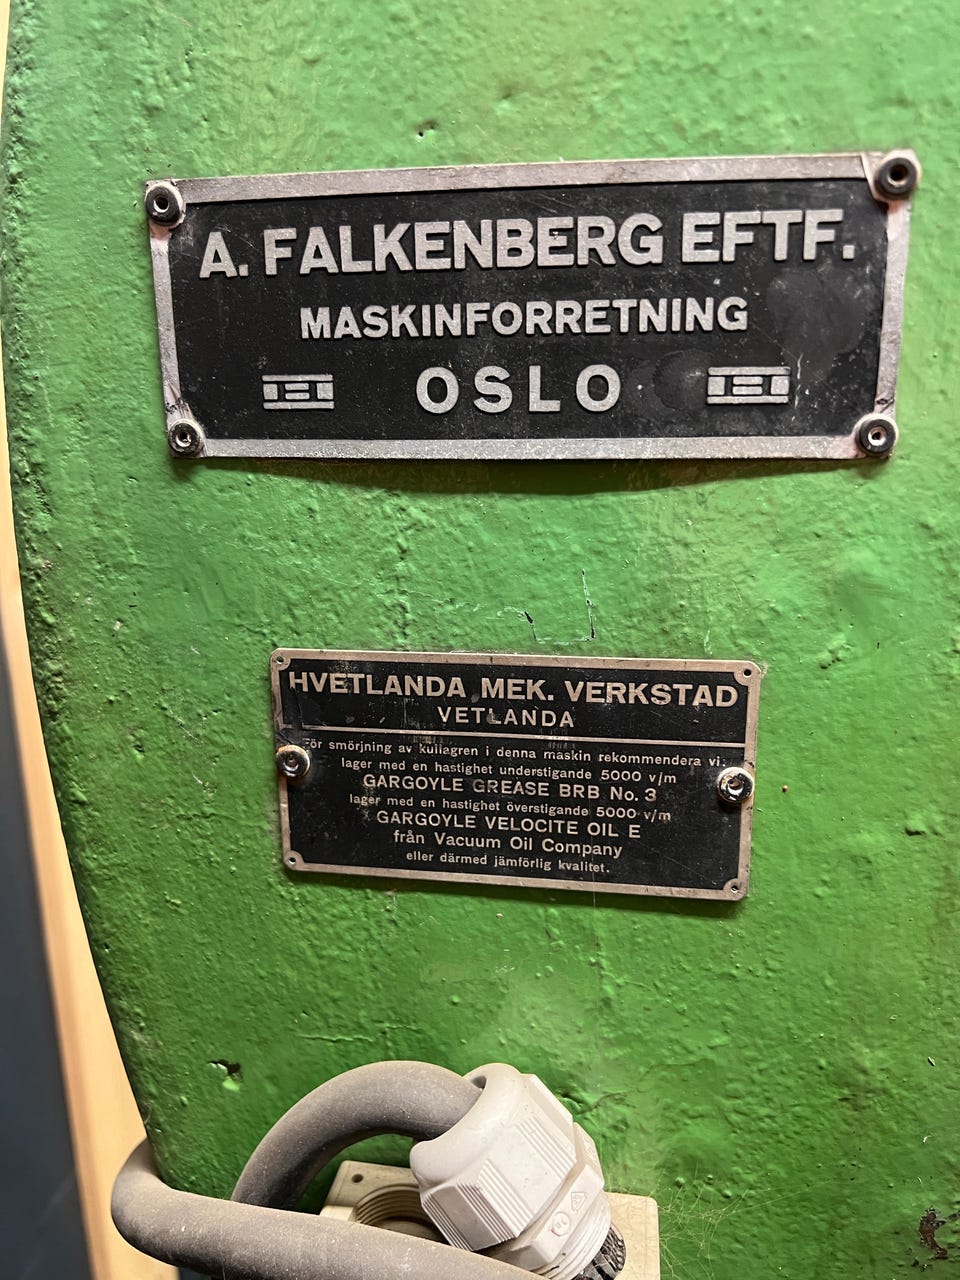 A. FALKENBERG EFTF.
MASKINFORRETNING
OSLO
HVETLANDA MEK. VERKSTAD
VETLANDA
För smörjning av kullagren i denna maskin rekommendera vi:
lager med en hastighet understigande 5000 v/m
GARGOYLE GREASE BRB No. 3
lager med en hastighet överstigande 5000 v/m
GARGOYLE VELOCITE OIL E
från Vacuum Oil Company
eller därmed jämförlig kvalitet.